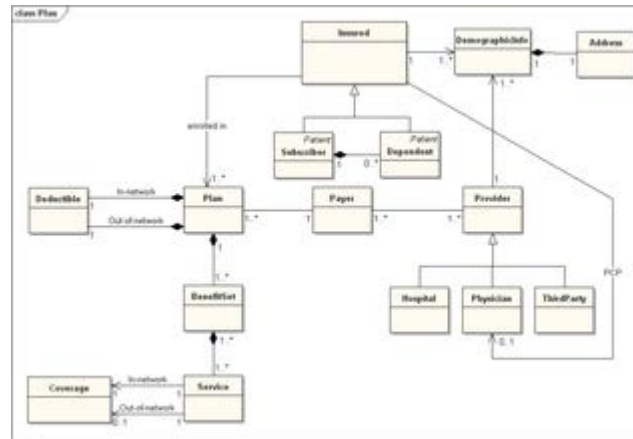 class Plan
Insured
DemographicInfo
Address
1
1..*
1
1
1..*
enrolled in
Patient
Subscriber
Patient
Dependent
1
0..*
1
1..*
Deductible
In-network
1
Out-of-network
1
Plan
1..*
1
Payer
1..*
1..*
Provider
1
1..*
BenefitSet
Hospital
Physician
ThirdParty
PCP
0..1
1..*
1..*
Coverage
In-network
1
1
Out-of-network
0..1
1
Service